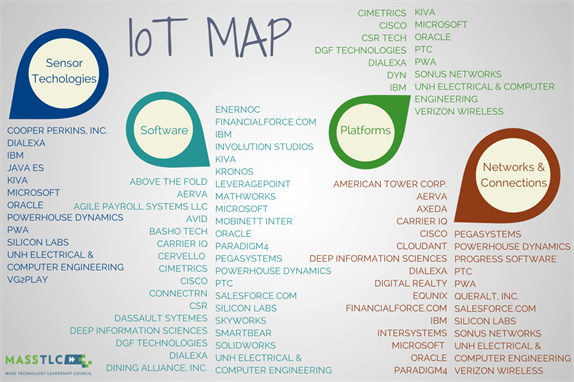 IoT MAP
Sensor
Techologies
COOPER PERKINS, INC.
DIALEXA
IBM
JAVA ES
KIVA
MICROSOFT
ORACLE
POWERHOUSE DYNAMICS
PWA
SILICON LABS
UNH ELECTRICAL &
COMPUTER ENGINEERING
VG2PLAY
Software
ABOVE THE FOLD
AERVA
AGILE PAYROLL SYSTEMS LLC
AVID
BASHO TECH
CARRIER IQ
CERVELLO
CIMETRICS
CISCO
CONNECTRN
CSR
DASSAULT SYTEMES
DEEP INFORMATION SCIENCES
DGF TECHNOLOGIES
DIALEXA
DINING ALLIANCE, INC.
ENERNOC
FINANCIALFORCE.COM
IBM
INVOLUTION STUDIOS
KIVA
KRONOS
LEVERAGEPOINT
MATHWORKS
MICROSOFT
MOBINETT INTER
ORACLE
PARADIGM4
PEGASYSTEMS
POWERHOUSE DYNAMICS
PTC
SALESFORCE.COM
SILICON LABS
SKYWORKS
SMARTBEAR
SOLIDWORKS
UNH ELECTRICAL &
COMPUTER ENGINEERING
Platforms
CIMETRICS
CISCO
CSR TECH
DGF TECHNOLOGIES
DIALEXA
DYN
IBM
KIVA
MICROSOFT
ORACLE
PTC
PWA
SONUS NETWORKS
UNH ELECTRICAL & COMPUTER
ENGINEERING
VERIZON WIRELESS
Networks &
Connections
AMERICAN TOWER CORP.
AERVA
AXEDA
CARRIER IQ
CISCO
CLOUDANT
DEEP INFORMATION SCIENCES
DIALEXA
DIGITAL REALTY
EQUNIX
FINANCIALFORCE.COM
IBM
INTERSYSTEMS
MICROSOFT
ORACLE
PARADIGM4
PEGASYSTEMS
POWERHOUSE DYNAMICS
PROGRESS SOFTWARE
PTC
PWA
QUERALT, INC.
SALESFORCE.COM
SILICON LABS
SONUS NETWORKS
UNH ELECTRICAL &
COMPUTER ENGINEERING
VERIZON WIRELESS
MASSTLC
MASS TECHNOLOGY LEADERSHIP COUNCIL